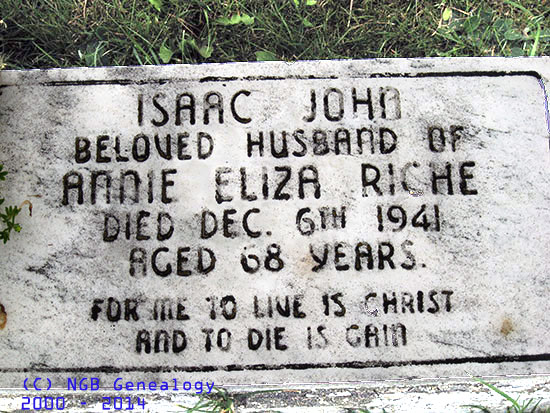 ISAAC JOHN
BELOVED HUSBAND OF
ANNIE ELIZA RICHE
DIED DEC. 6TH 1941
AGED 68 YEARS.
FOR ME TO LIVE IS CHRIST
AND TO DIE IS GAIN
(C) NGB Genealogy
2000 - 2014